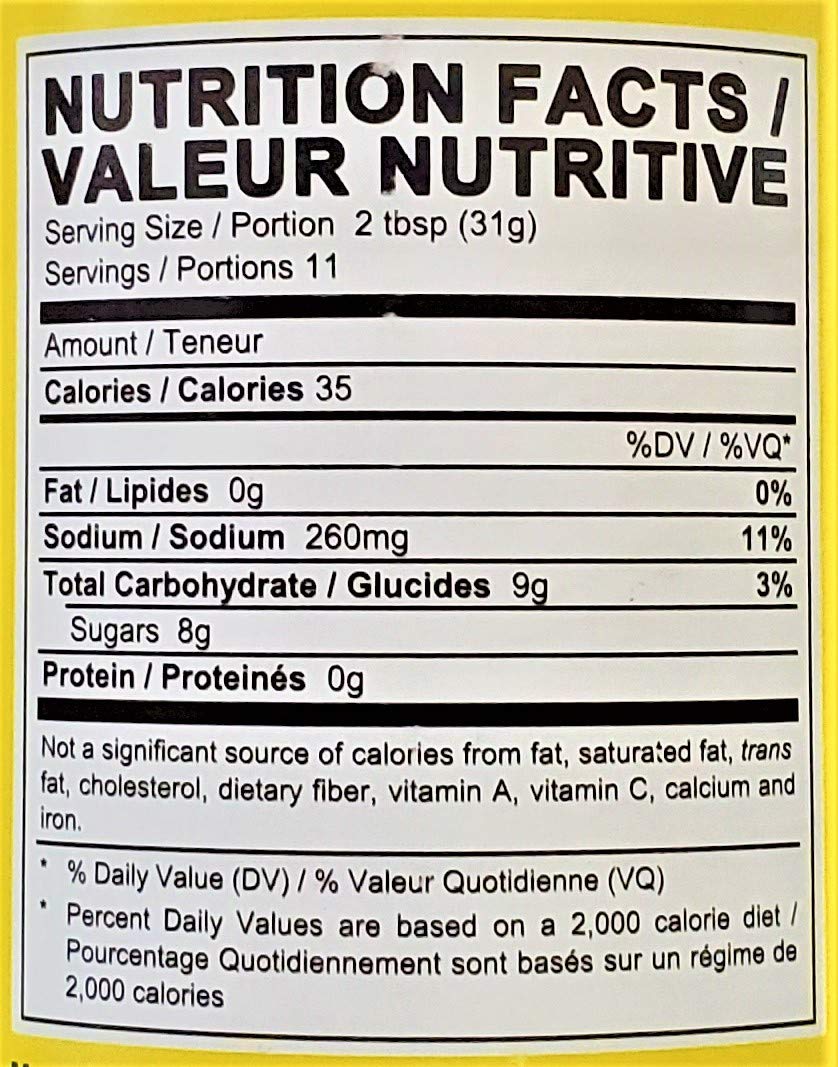 NUTRITION FACTS /
VALEUR NUTRITIVE
Serving Size / Portion 2 tbsp (31g)
Servings / Portions 11
Amount / Teneur
Calories / Calories 35
%DV / %VQ*
Fat / Lipides 0g 0%
Sodium / Sodium 260mg 11%
Total Carbohydrate / Glucides 9g 3%
Sugars 8g
Protein / Proteinés 0g
Not a significant source of calories from fat, saturated fat, trans
fat, cholesterol, dietary fiber, vitamin A, vitamin C, calcium and
iron.
* % Daily Value (DV) / % Valeur Quotidienne (VQ)
* Percent Daily Values are based on a 2,000 calorie diet /
Pourcentage Quotidiennement sont basés sur un régime de
2,000 calories